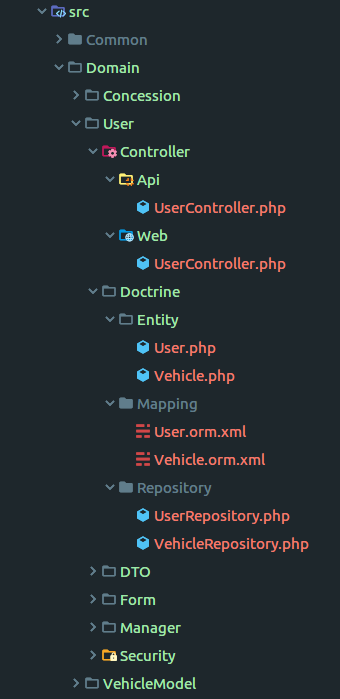 src
Common
Domain
Concession
User
Controller
Api
UserController.php
Web
UserController.php
Doctrine
Entity
User.php
Vehicle.php
Mapping
User.orm.xml
Vehicle.orm.xml
Repository
UserRepository.php
VehicleRepository.php
DTO
Form
Manager
Security
VehicleModel